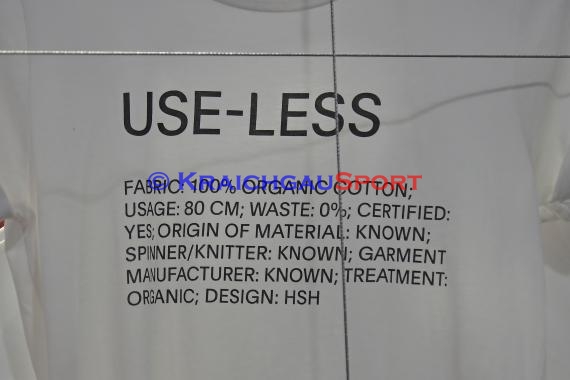 USE-LESS
FABRIC: 100% ORGANIC COTTON;
© KRAICHGAUSPORT
USAGE: 80 CM; WASTE: 0%; CERTIFIED:
YES; ORIGIN OF MATERIAL: KNOWN;
SPINNER/KNITTER: KNOWN; GARMENT
MANUFACTURER: KNOWN; TREATMENT:
ORGANIC; DESIGN: HSH